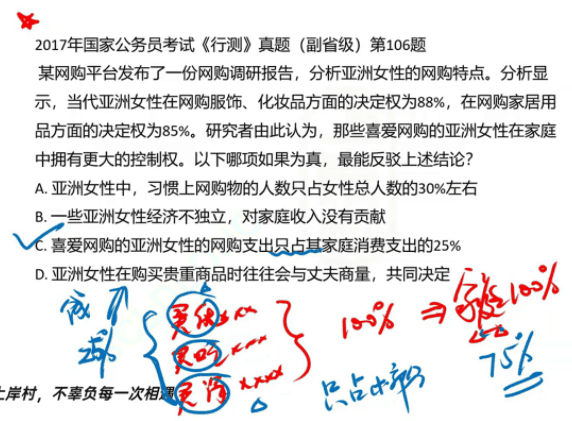 2017年国家公务员考试《行测》真题（副省级）第106题
某网购平台发布了一份网购调研报告，分析亚洲女性的网购特点。分析显
示，当代亚洲女性在网购服饰、化妆品方面的决定权为88%，在网购家居用
品方面的决定权为85%。研究者由此认为，那些喜爱网购的亚洲女性在家庭
中拥有更大的控制权。以下哪项如果为真，最能反驳上述结论？
A. 亚洲女性中，习惯上网购物的人数只占女性总人数的30%左右
B. 一些亚洲女性经济不独立，对家庭收入没有贡献
C. 喜爱网购的亚洲女性的网购支出只占其家庭消费支出的25%
D. 亚洲女性在购买贵重商品时往往会与丈夫商量，共同决定
25%
100% ⇒ 家庭100%
75%
只占小部分
上岸村，不辜负每一次相遇